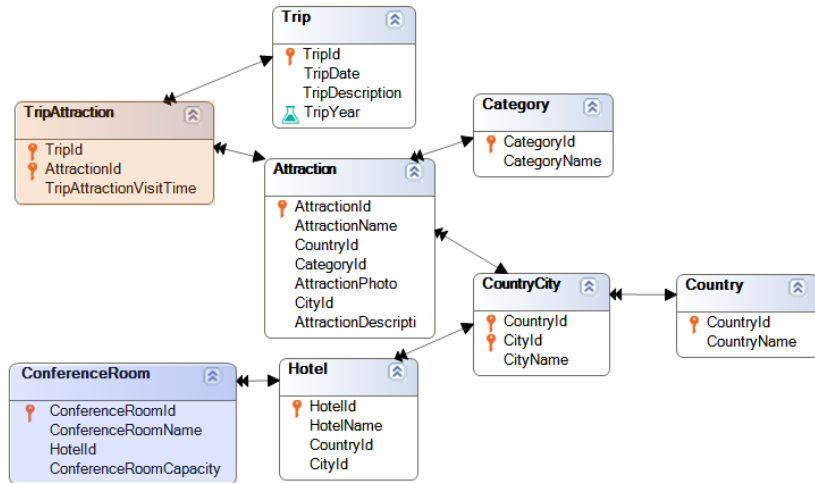 Trip
TripId
TripDate
TripDescription
TripYear
TripAttraction
TripId
AttractionId
TripAttractionVisitTime
Category
CategoryId
CategoryName
Attraction
AttractionId
AttractionName
CountryId
CategoryId
AttractionPhoto
CityId
AttractionDescripti
CountryCity
CountryId
CityId
CityName
Country
CountryId
CountryName
ConferenceRoom
ConferenceRoomId
ConferenceRoomName
HotelId
ConferenceRoomCapacity
Hotel
HotelId
HotelName
CountryId
CityId